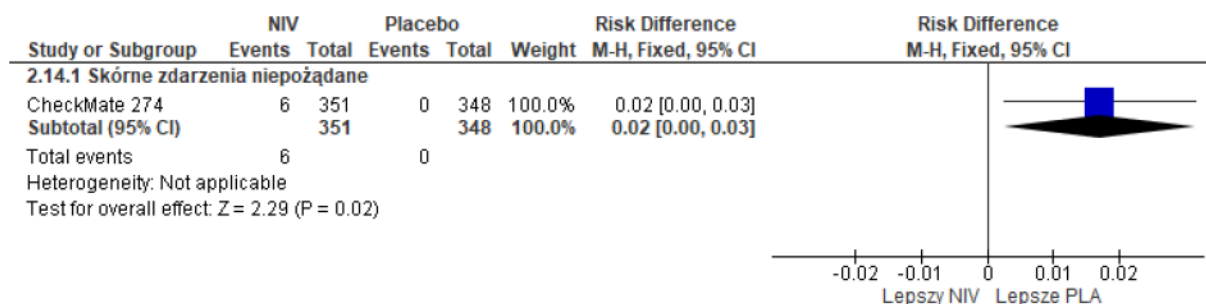 NIV Placebo Risk Difference Risk Difference
Study or Subgroup Events Total Events Total Weight M-H, Fixed, 95% CI M-H, Fixed, 95% CI
2.14.1 Skórne zdarzenia niepożądane
CheckMate 274 6 351 0 348 100.0% 0.02 [0.00, 0.03]
Subtotal (95% CI) 351 348 100.0% 0.02 [0.00, 0.03]
Total events 6 0
Heterogeneity: Not applicable
Test for overall effect: Z = 2.29 (P = 0.02)
-0.02 -0.01 0 0.01 0.02
Lepszy NIV Lepsze PLA